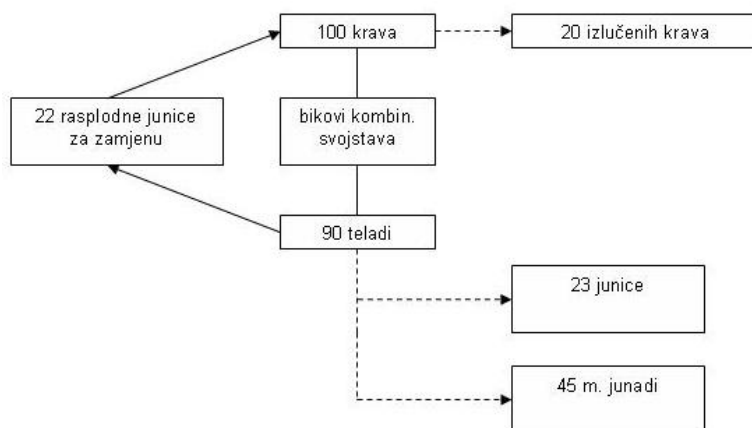 100 krava
20 izlučenih krava
22 rasplodne junice
za zamjenu
bikovi kombin.
svojstava
90 teladi
23 junice
45 m. junadi